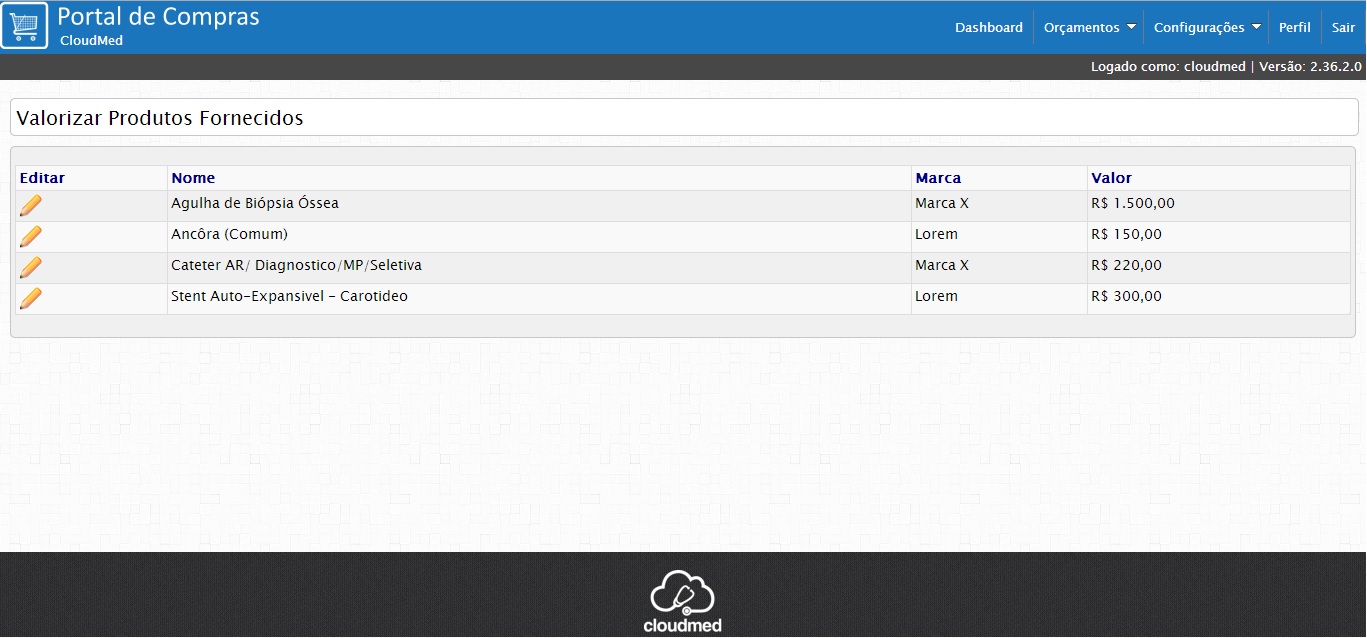 Portal de Compras
CloudMed
Dashboard Orçamentos Configurações Perfil Sair
Logado como: cloudmed | Versão: 2.36.2.0
Valorizar Produtos Fornecidos
Editar Nome Marca Valor
Agulha de Biópsia Óssea Marca X R$ 1.500,00
Ancôra (Comum) Lorem R$ 150,00
Cateter AR/ Diagnostico/MP/Seletiva Marca X R$ 220,00
Stent Auto-Expansivel - Carotideo Lorem R$ 300,00
cloudmed